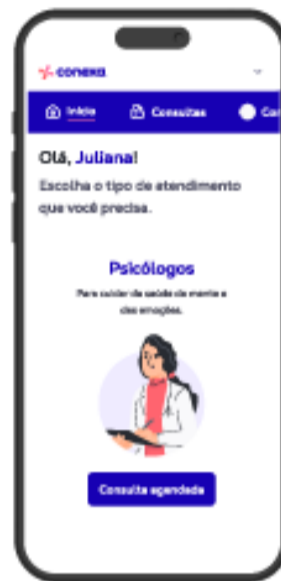 conexa
Início Consultas Con
Olá, Juliana!
Escolha o tipo de atendimento
que você precisa.
Psicólogos
Para cuidar da saúde da mente e
das emoções.
Consulta agendada